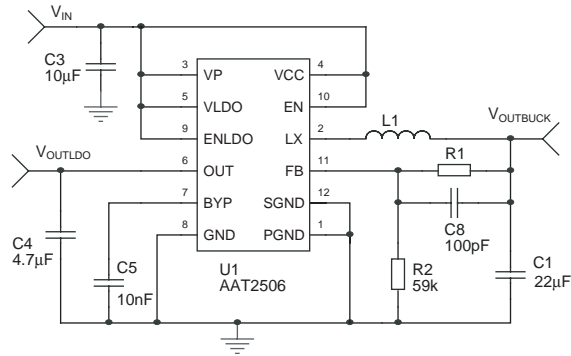 VIN
C3
10μF
3
VP
VCC
4
5
VLDO
EN
10
9
ENLDO
LX
2
L1
VOUTBUCK
VOUTLDO
6
OUT
FB
11
R1
7
BYP
SGND
12
C8
100pF
8
GND
PGND
1
C4
4.7μF
C5
10nF
U1
AAT2506
R2
59k
C1
22μF